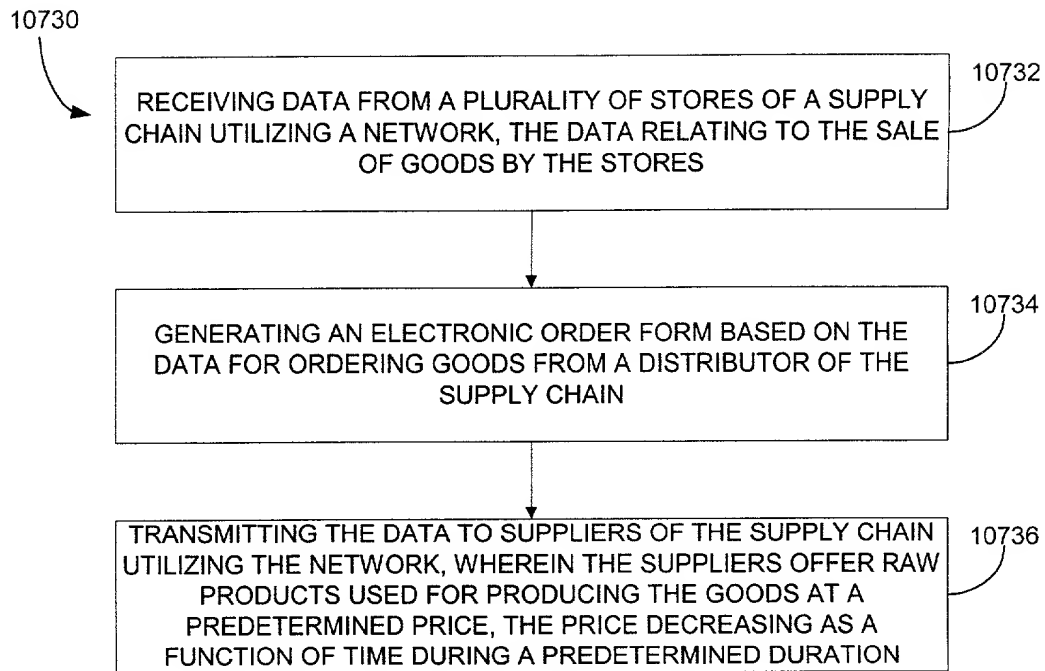 10730
RECEIVING DATA FROM A PLURALITY OF STORES OF A SUPPLY
CHAIN UTILIZING A NETWORK, THE DATA RELATING TO THE SALE
OF GOODS BY THE STORES
10732
GENERATING AN ELECTRONIC ORDER FORM BASED ON THE
DATA FOR ORDERING GOODS FROM A DISTRIBUTOR OF THE
SUPPLY CHAIN
10734
TRANSMITTING THE DATA TO SUPPLIERS OF THE SUPPLY CHAIN
UTILIZING THE NETWORK, WHEREIN THE SUPPLIERS OFFER RAW
PRODUCTS USED FOR PRODUCING THE GOODS AT A
PREDETERMINED PRICE, THE PRICE DECREASING AS A
FUNCTION OF TIME DURING A PREDETERMINED DURATION
10736